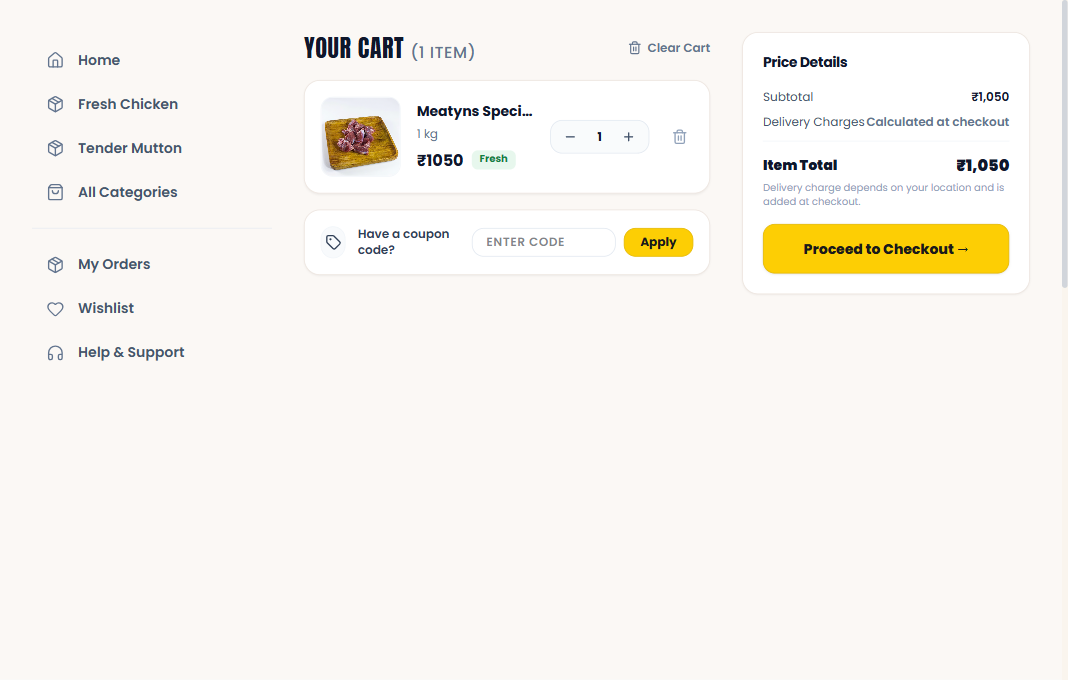 Home
Fresh Chicken
Tender Mutton
All Categories
My Orders
Wishlist
Help & Support
YOUR CART (1 ITEM)
Clear Cart
Meatyns Speci...
1 kg
₹1050 Fresh
− 1 +
Have a coupon
code?
ENTER CODE
Apply
Price Details
Subtotal ₹1,050
Delivery Charges Calculated at checkout
Item Total ₹1,050
Delivery charge depends on your location and is
added at checkout.
Proceed to Checkout →